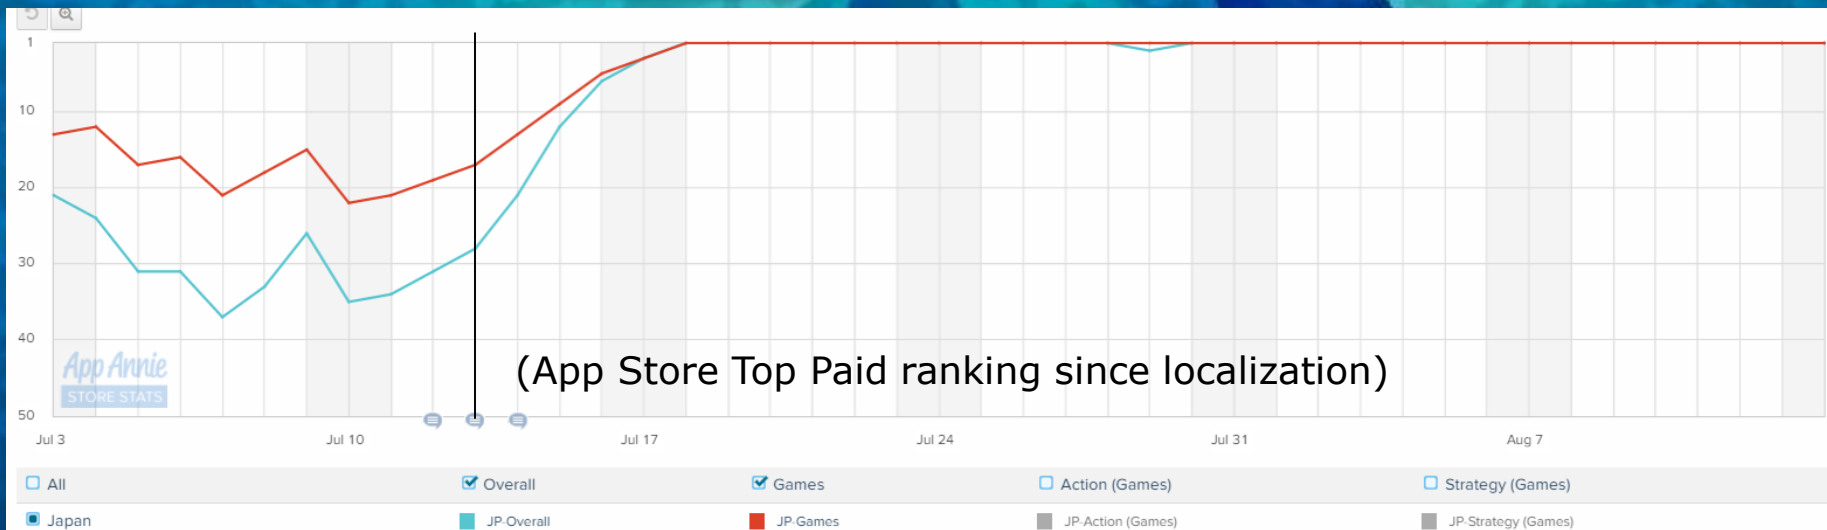 1
10
20
30
40
50
App Annie
STORE STATS
(App Store Top Paid ranking since localization)
Jul 3 Jul 10 Jul 17 Jul 24 Jul 31 Aug 7
All Overall Games Action (Games) Strategy (Games)
Japan JP-Overall JP-Games JP-Action (Games) JP-Strategy (Games)